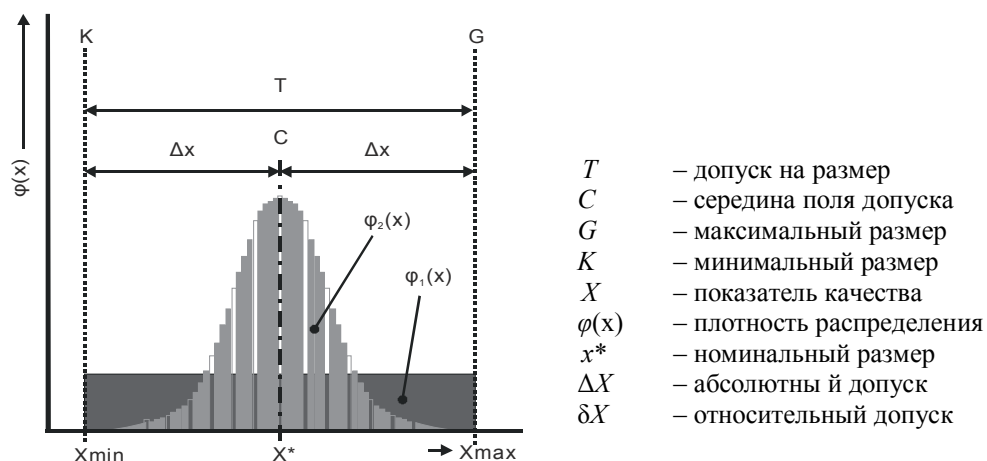 K
G
T
C
Δx
Δx
φ(x)
φ₂(x)
φ₁(x)
Xmin
X*
Xmax
T – допуск на размер
C – середина поля допуска
G – максимальный размер
K – минимальный размер
X – показатель качества
φ(x) – плотность распределения
x* – номинальный размер
ΔX – абсолютны й допуск
δX – относительный допуск